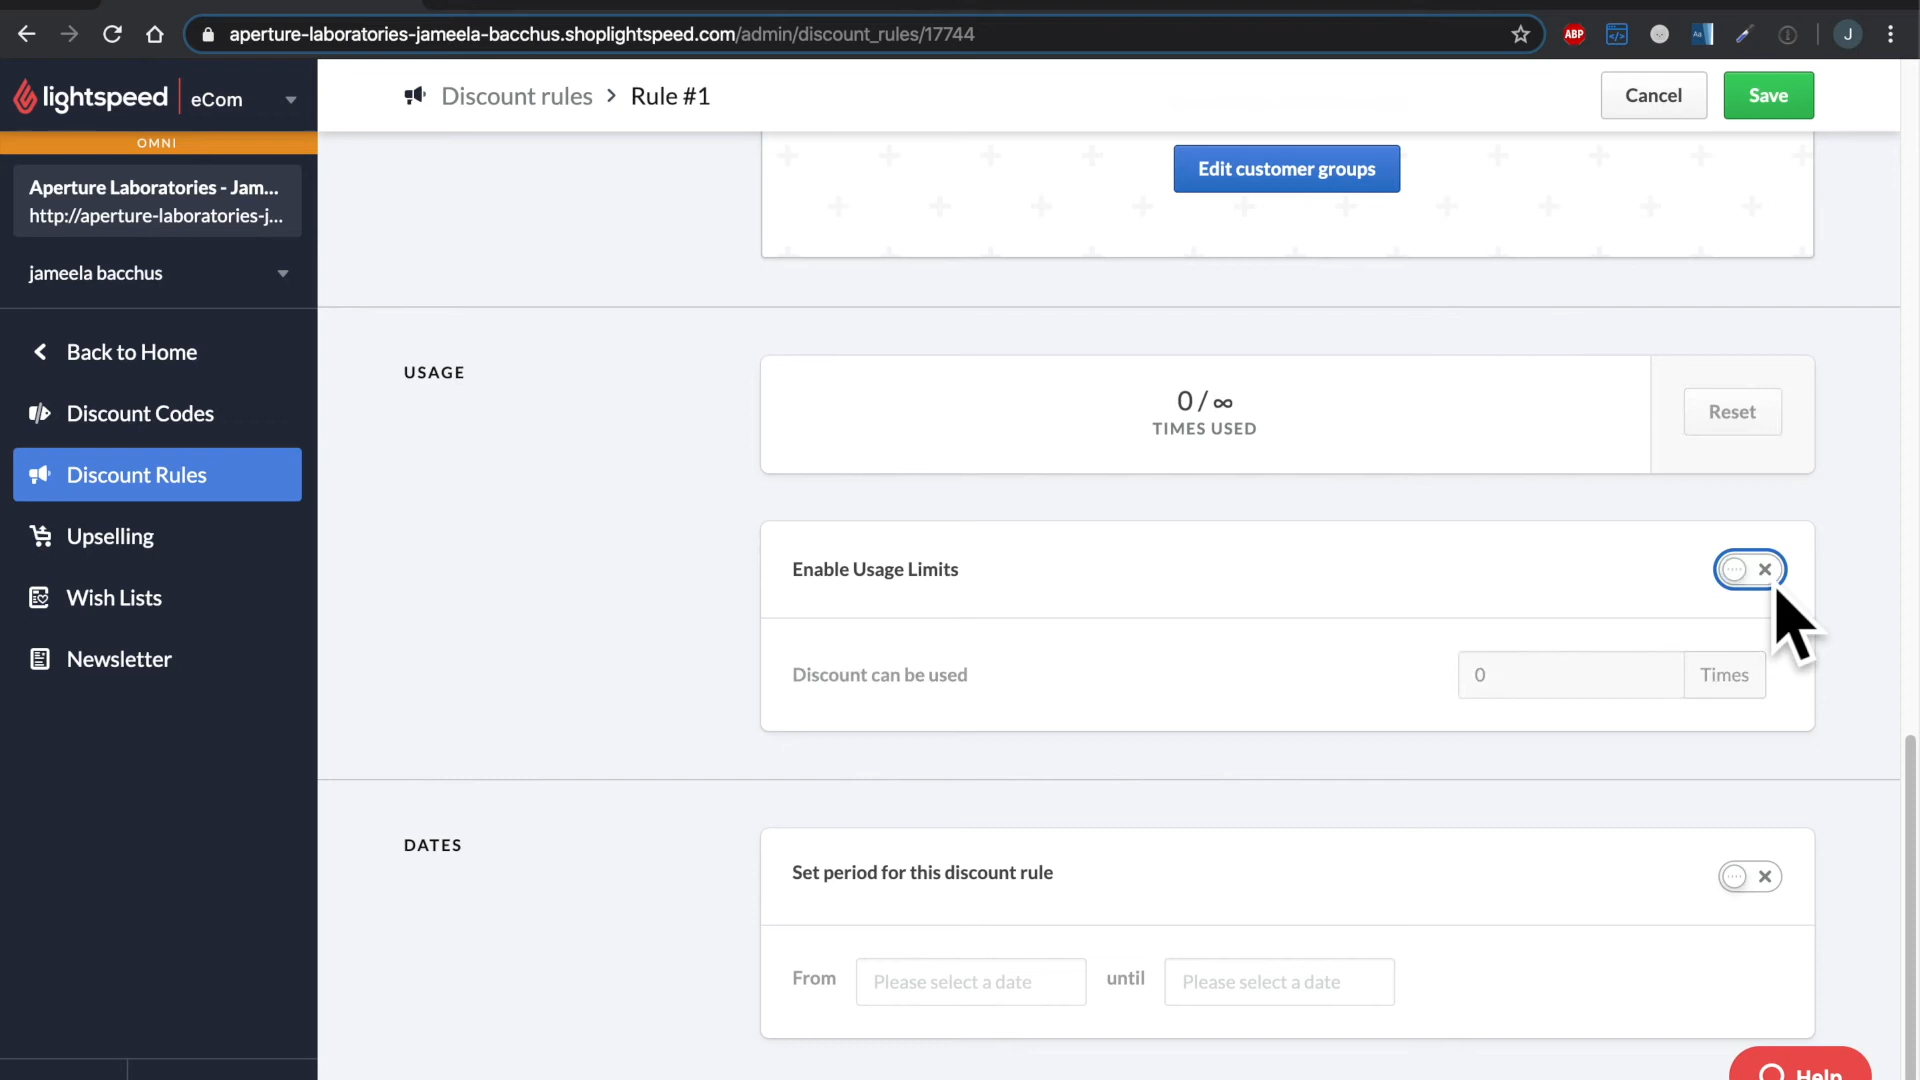 aperture-laboratories-jameela-bacchus.shoplightspeed.com/admin/discount_rules/17744
ABP
J
lightspeed eCom
Discount rules > Rule #1
Cancel
Save
OMNI
Aperture Laboratories - Jam...
http://aperture-laboratories-j...
jameela bacchus
Back to Home
Discount Codes
Discount Rules
Upselling
Wish Lists
Newsletter
Edit customer groups
USAGE
0 / ∞
TIMES USED
Reset
Enable Usage Limits
Discount can be used
0
Times
DATES
Set period for this discount rule
From
Please select a date
until
Please select a date
Help